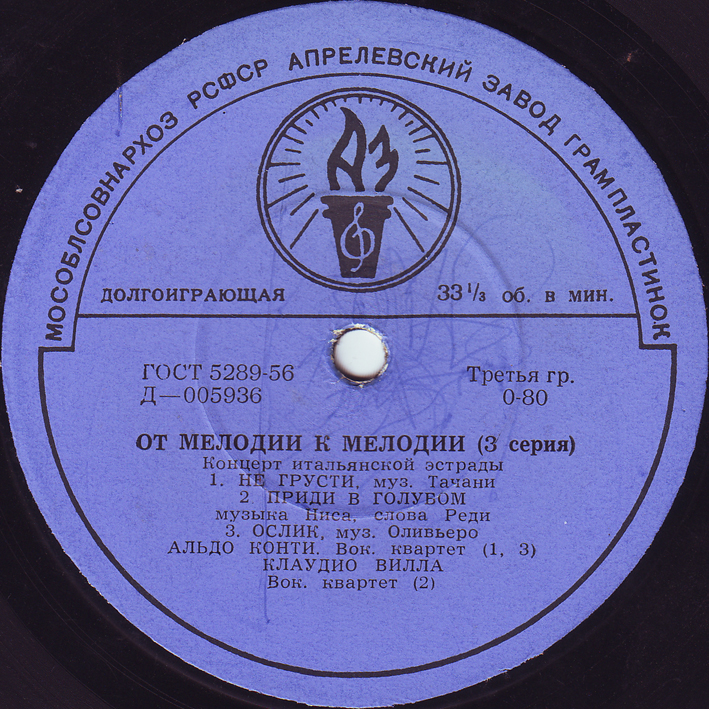 МОСОБЛСОВНАРХОЗ РСФСР АПРЕЛЕВСКИЙ ЗАВОД ГРАМПЛАСТИНОК
АЗ
ДОЛГОИГРАЮЩАЯ 33 1/3 об. в мин.
ГОСТ 5289-56 Третья гр.
Д—005936 0-80
ОТ МЕЛОДИИ К МЕЛОДИИ (3 серия)
Концерт итальянской эстрады
1. НЕ ГРУСТИ, муз. Тачани
2 ПРИДИ В ГОЛУБОМ
музыка Ниса, слова Реди
3. ОСЛИК, муз. Оливьеро
АЛЬДО КОНТИ. Вок. квартет (1, 3)
КЛАУДИО ВИЛЛА
Вок. квартет (2)